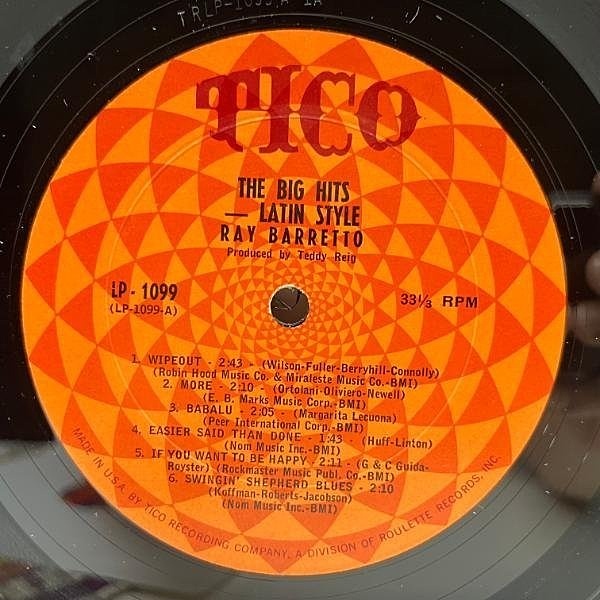 TRLP-1099-A 1A
TICO
THE BIG HITS
— LATIN STYLE
RAY BARRETTO
Produced by Teddy Reig
LP - 1099
(LP-1099-A)
33⅓ RPM
1. WIPEOUT - 2:43 - (Wilson-Fuller-Berryhill-Connolly)
(Robin Hood Music Co. & Miraleste Music Co.-BMI)
2. MORE - 2:10 - (Ortolani-Oliviero-Newell)
(E. B. Marks Music Corp.-BMI)
3. BABALU - 2:05 - (Margarita Lecuona)
(Peer International Corp.-BMI)
4. EASIER SAID THAN DONE - 1:43 - (Huff-Linton)
(Nom Music Inc.-BMI)
5. IF YOU WANT TO BE HAPPY - 2:11 - (G & C Guida-
Royster) (Rockmaster Music Publ. Co.-BMI)
6. SWINGIN' SHEPHERD BLUES - 2:10
(Koffman-Roberts-Jacobson)
(Nom Music Inc.-BMI)
MADE IN U.S.A. BY TICO RECORDING COMPANY, A DIVISION OF ROULETTE RECORDS, INC.